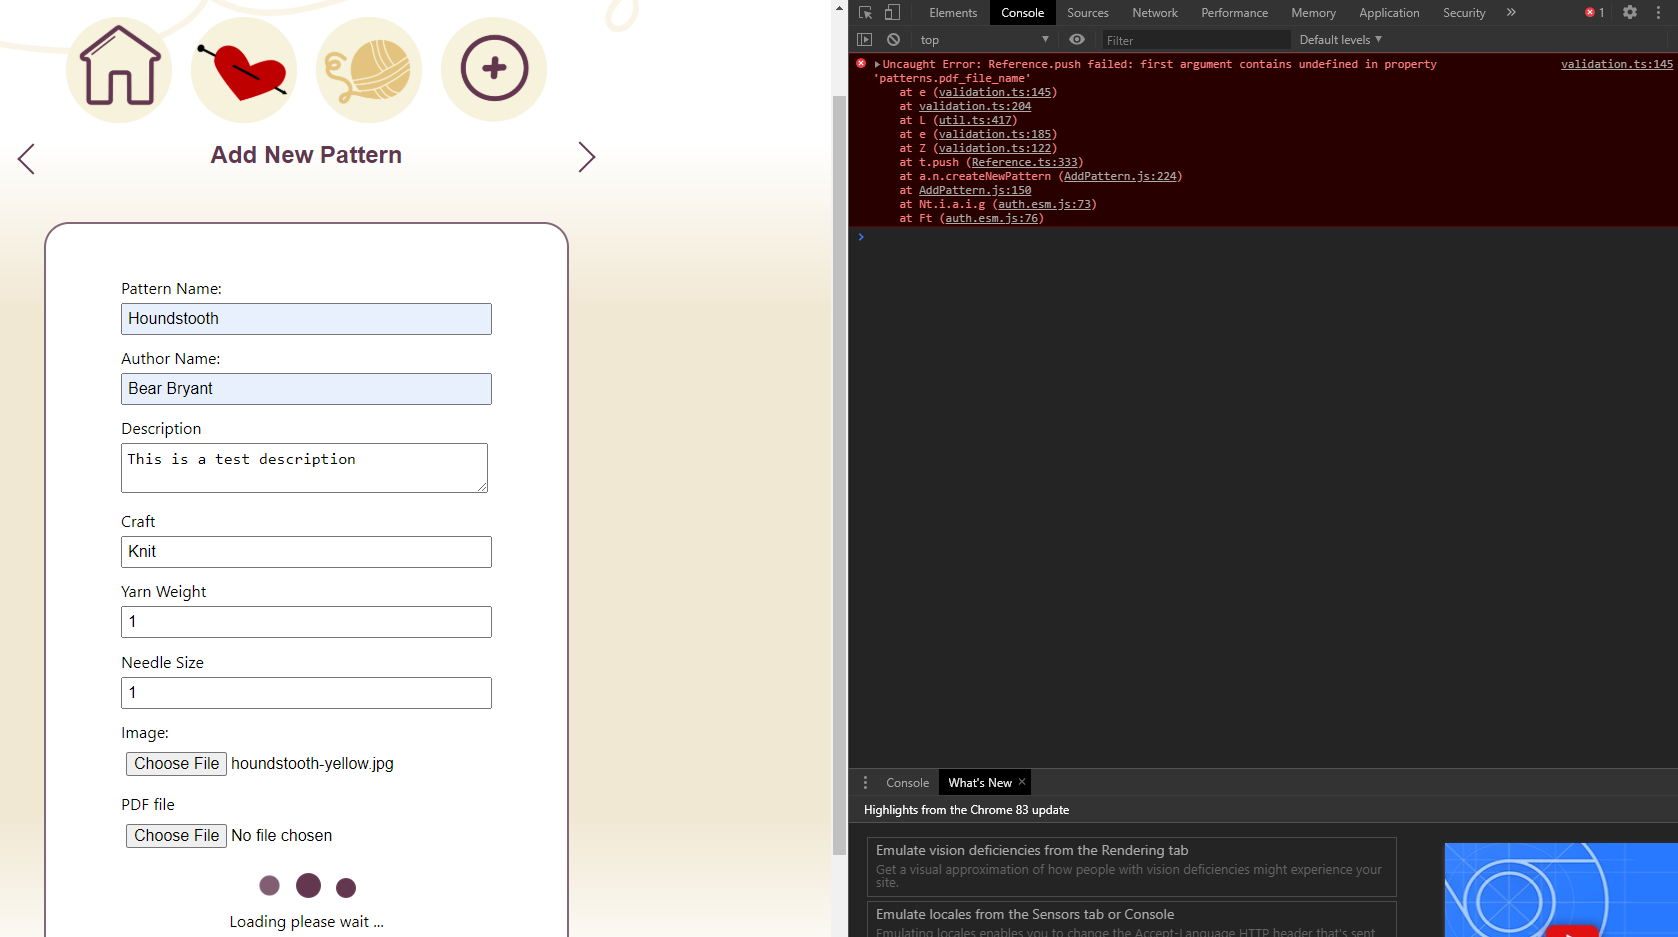 Add New Pattern
Pattern Name:
Houndstooth
Author Name:
Bear Bryant
Description
This is a test description
Craft
Knit
Yarn Weight
1
Needle Size
1
Image:
Choose File houndstooth-yellow.jpg
PDF file
Choose File No file chosen
Loading please wait ...
Elements Console Sources Network Performance Memory Application Security » 1
top ▼ Filter Default levels ▼
▶Uncaught Error: Reference.push failed: first argument contains undefined in property validation.ts:145
'patterns.pdf_file_name'
at e (validation.ts:145)
at validation.ts:204
at L (util.ts:417)
at e (validation.ts:185)
at Z (validation.ts:122)
at t.push (Reference.ts:333)
at a.n.createNewPattern (AddPattern.js:224)
at AddPattern.js:150
at Nt.i.a.i.g (auth.esm.js:73)
at Ft (auth.esm.js:76)
>
Console What's New ×
Highlights from the Chrome 83 update
Emulate vision deficiencies from the Rendering tab
Get a visual approximation of how people with vision deficiencies might experience your
site.
Emulate locales from the Sensors tab or Console
Emulating locales enables you to change the Accept-Language HTTP header that's sent